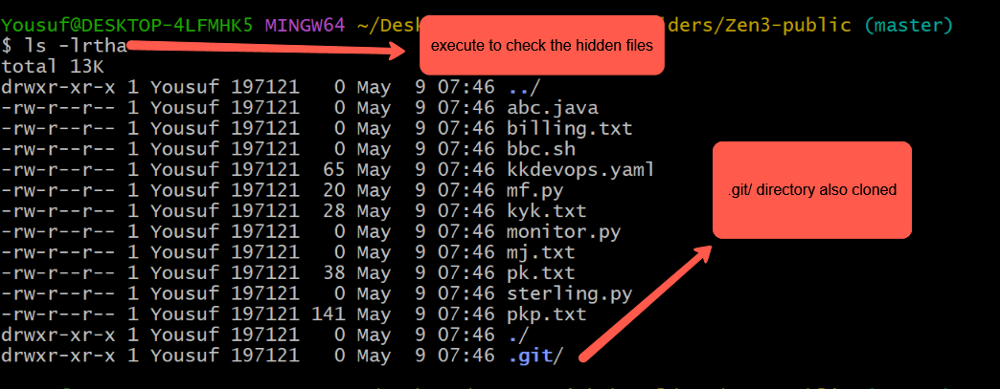 Yousuf@DESKTOP-4LFMHK5 MINGW64 ~/Desk lders/Zen3-public (master)
$ ls -lrtha
execute to check the hidden files
total 13K
drwxr-xr-x 1 Yousuf 197121   0 May  9 07:46 ../
-rw-r--r-- 1 Yousuf 197121   0 May  9 07:46 abc.java
-rw-r--r-- 1 Yousuf 197121   0 May  9 07:46 billing.txt
-rw-r--r-- 1 Yousuf 197121   0 May  9 07:46 bbc.sh
-rw-r--r-- 1 Yousuf 197121  65 May  9 07:46 kkdevops.yaml
-rw-r--r-- 1 Yousuf 197121  20 May  9 07:46 mf.py
-rw-r--r-- 1 Yousuf 197121  28 May  9 07:46 kyk.txt
-rw-r--r-- 1 Yousuf 197121   0 May  9 07:46 monitor.py
-rw-r--r-- 1 Yousuf 197121   0 May  9 07:46 mj.txt
-rw-r--r-- 1 Yousuf 197121  38 May  9 07:46 pk.txt
-rw-r--r-- 1 Yousuf 197121   0 May  9 07:46 sterling.py
-rw-r--r-- 1 Yousuf 197121 141 May  9 07:46 pkp.txt
drwxr-xr-x 1 Yousuf 197121   0 May  9 07:46 ./
drwxr-xr-x 1 Yousuf 197121   0 May  9 07:46 .git/
.git/ directory also cloned